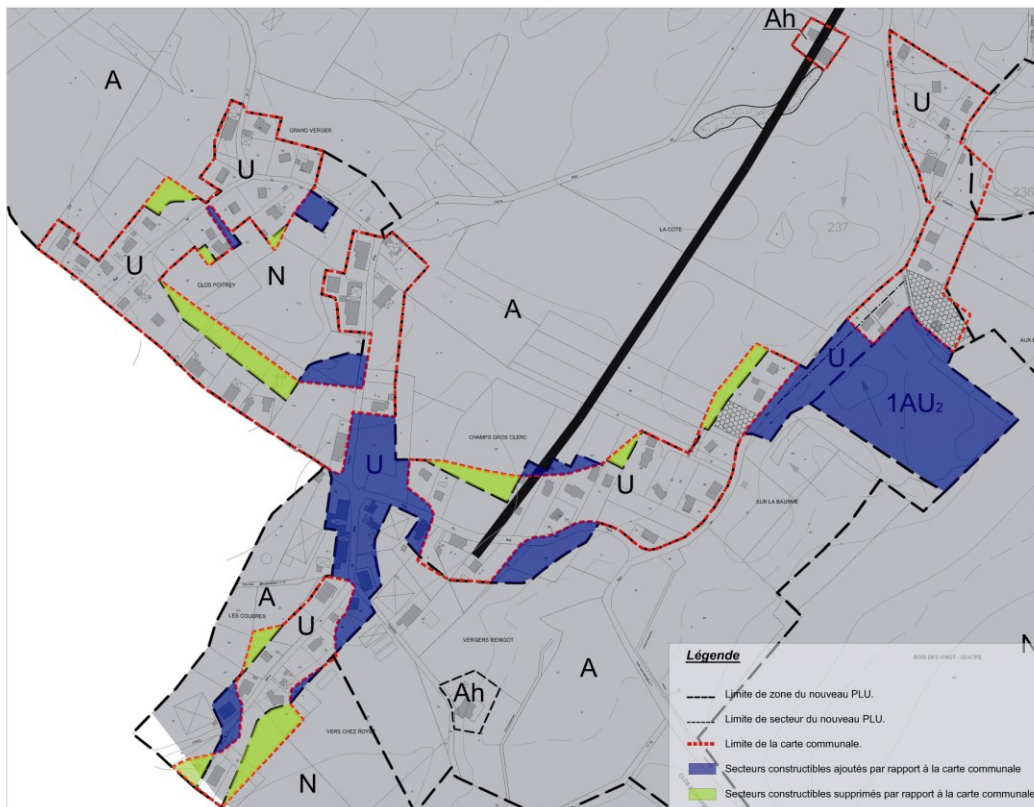 Ah
A
U
GRAND VERGER
U
236
237
LA COTE
U
N
CLOS POITREY
A
U
AUX
1AU2
CHAMPS GROS CLERC
U
U
SUR LA BAURME
A
LES COUDRES
U
VERGERS REINGOT
A
Ah
VERS CHEZ ROYET
N
N
BOIS DES VINGT - QUATRE
Légende
Limite de zone du nouveau PLU.
Limite de secteur du nouveau PLU.
Limite de la carte communale.
Secteurs constructibles ajoutés par rapport à la carte communale
Secteurs constructibles supprimés par rapport à la carte communale